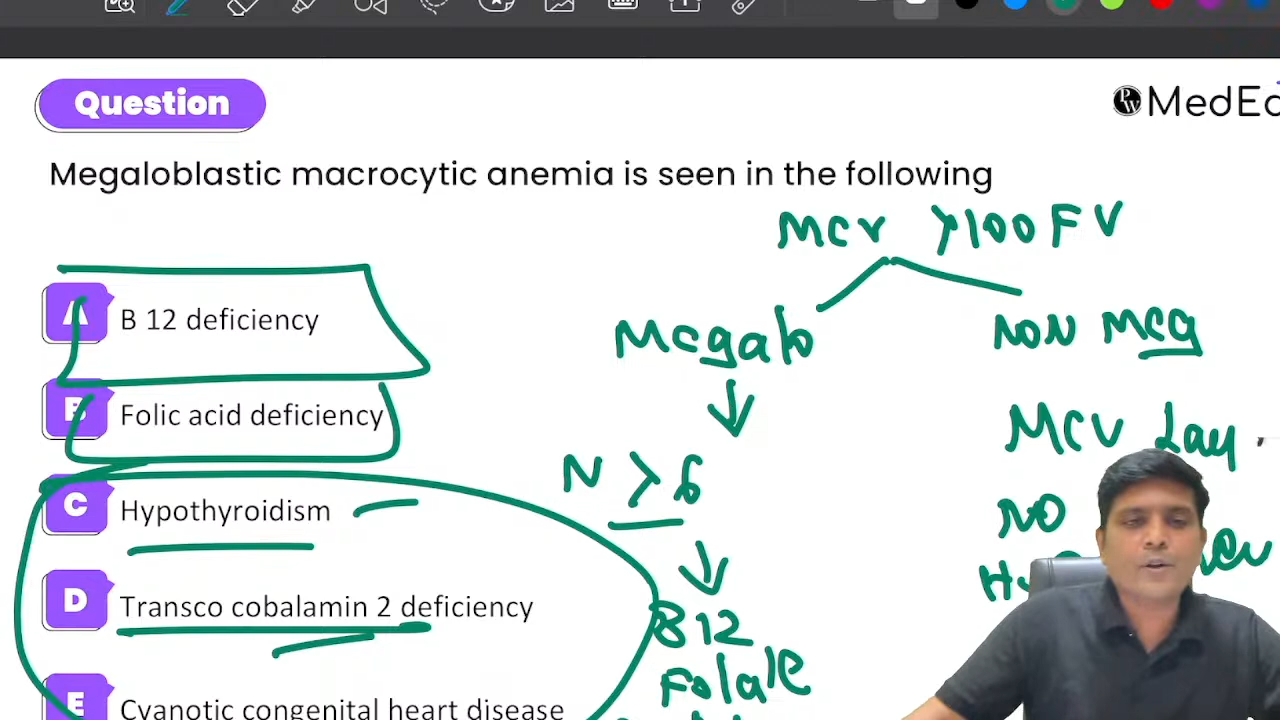 Question
MedEd
Megaloblastic macrocytic anemia is seen in the following
MCV >100 FV
A B 12 deficiency
Megalo
NON Meg
B Folic acid deficiency
MCV
N > 6
C Hypothyroidism
NO
D Transco cobalamin 2 deficiency
B12
Folate
E Cyanotic congenital heart disease